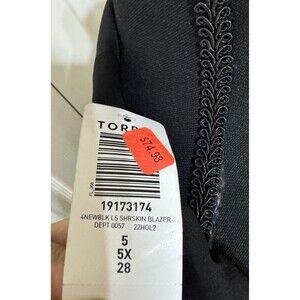 TORR
$74.98
19173174
4NEWBLK LS SHRSKIN BLAZER
DEPT 0057 22HOL2
5
5X
28